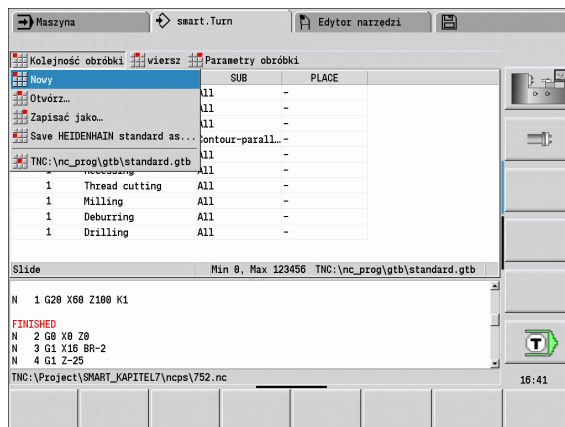 Maszyna smart.Turn Edytor narzędzi
Kolejność obróbki wiersz Parametry obróbki
Nowy SUB PLACE
All –
Otwórz… All –
Zapisać jako… All –
Save HEIDENHAIN standard as... Contour-parall… –
All –
TNC:\nc_prog\gtb\standard.gtb
1 All –
1 Thread cutting All –
1 Milling All –
1 Deburring All –
1 Drilling All –
Slide Min 0, Max 123456 TNC:\nc_prog\gtb\standard.gtb
N 1 G20 X60 Z100 K1
FINISHED
N 2 G0 X0 Z0
N 3 G1 X16 BR-2
N 4 G1 Z-25
TNC:\Project\SMART_KAPITEL7\ncps\752.nc
T
16:41